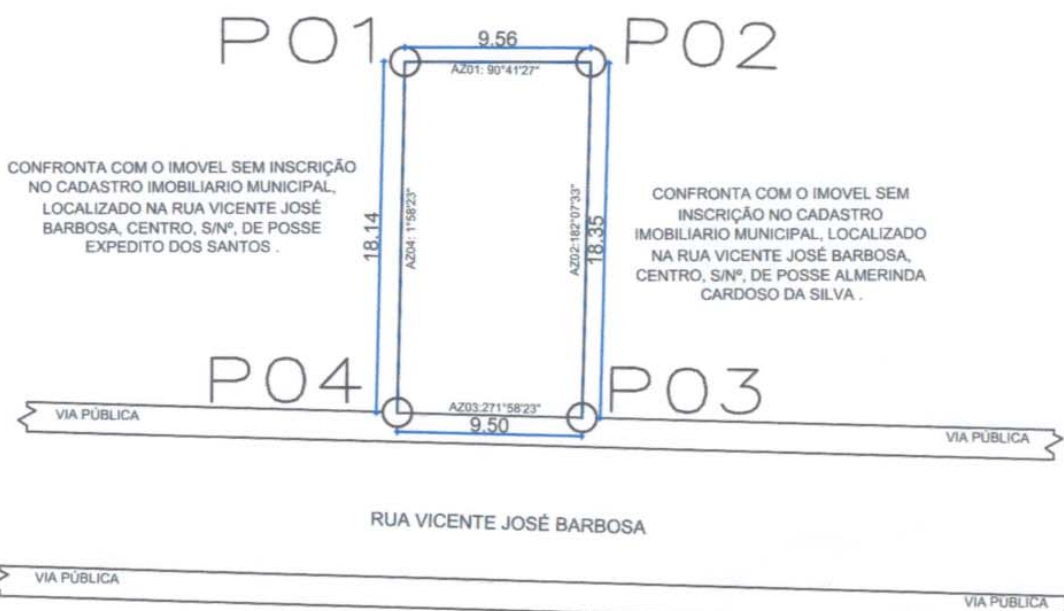 P01
9.56
P02
AZ01: 90°41'27"
CONFRONTA COM O IMOVEL SEM INSCRIÇÃO
NO CADASTRO IMOBILIARIO MUNICIPAL,
LOCALIZADO NA RUA VICENTE JOSÉ
BARBOSA, CENTRO, S/Nº, DE POSSE
EXPEDITO DOS SANTOS .
18.14
AZ04: 1°58'23"
AZ02:182°07'33"
18.35
CONFRONTA COM O IMOVEL SEM
INSCRIÇÃO NO CADASTRO
IMOBILIARIO MUNICIPAL, LOCALIZADO
NA RUA VICENTE JOSÉ BARBOSA,
CENTRO, S/Nº, DE POSSE ALMERINDA
CARDOSO DA SILVA .
P04
P03
AZ03:271°58'23"
9.50
VIA PÚBLICA
VIA PÚBLICA
RUA VICENTE JOSÉ BARBOSA
VIA PÚBLICA
VIA PÚBLICA